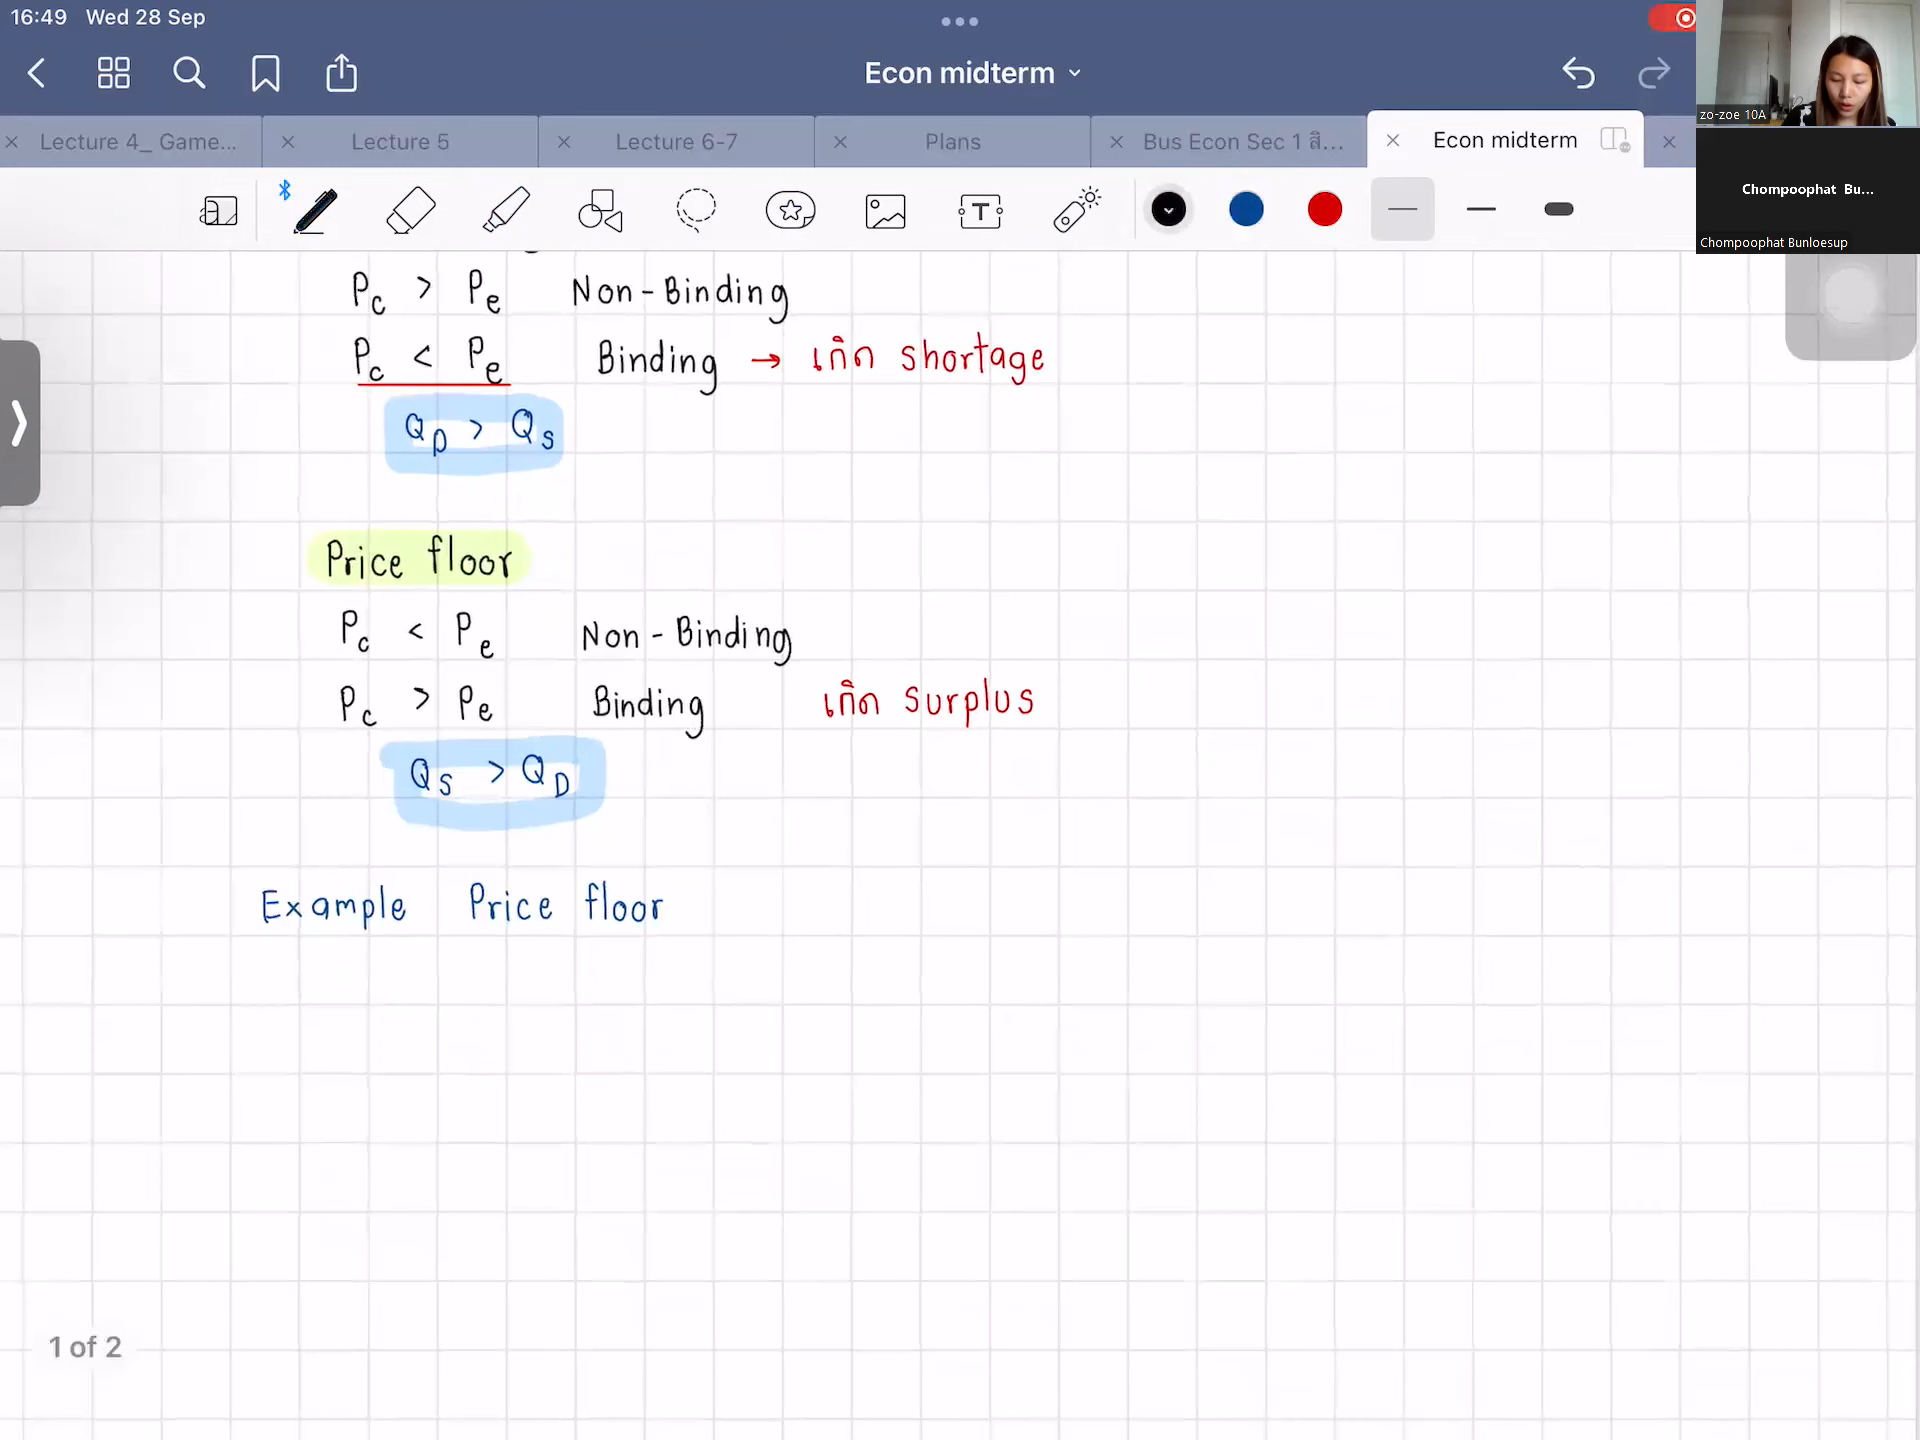 16:49 Wed 28 Sep
Econ midterm
zo-zoe 10A
Lecture 4_ Game...
Lecture 5
Lecture 6-7
Plans
Bus Econ Sec 1 สิ...
Econ midterm
Chompoophat Bu...
Chompoophat Bunloesup
T
Pc > Pe Non-Binding
Pc < Pe Binding → เกิด shortage
QD > Qs
Price floor
Pc < Pe Non-Binding
Pc > Pe Binding เกิด surplus
Qs > QD
Example Price floor
1 of 2